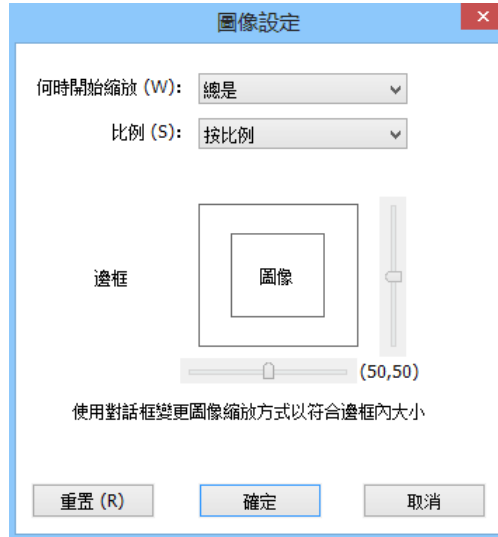 圖像設定
何時開始縮放 (W): 總是
比例 (S): 按比例
邊框
圖像
(50,50)
使用對話框變更圖像縮放方式以符合邊框內大小
重置 (R) 確定 取消